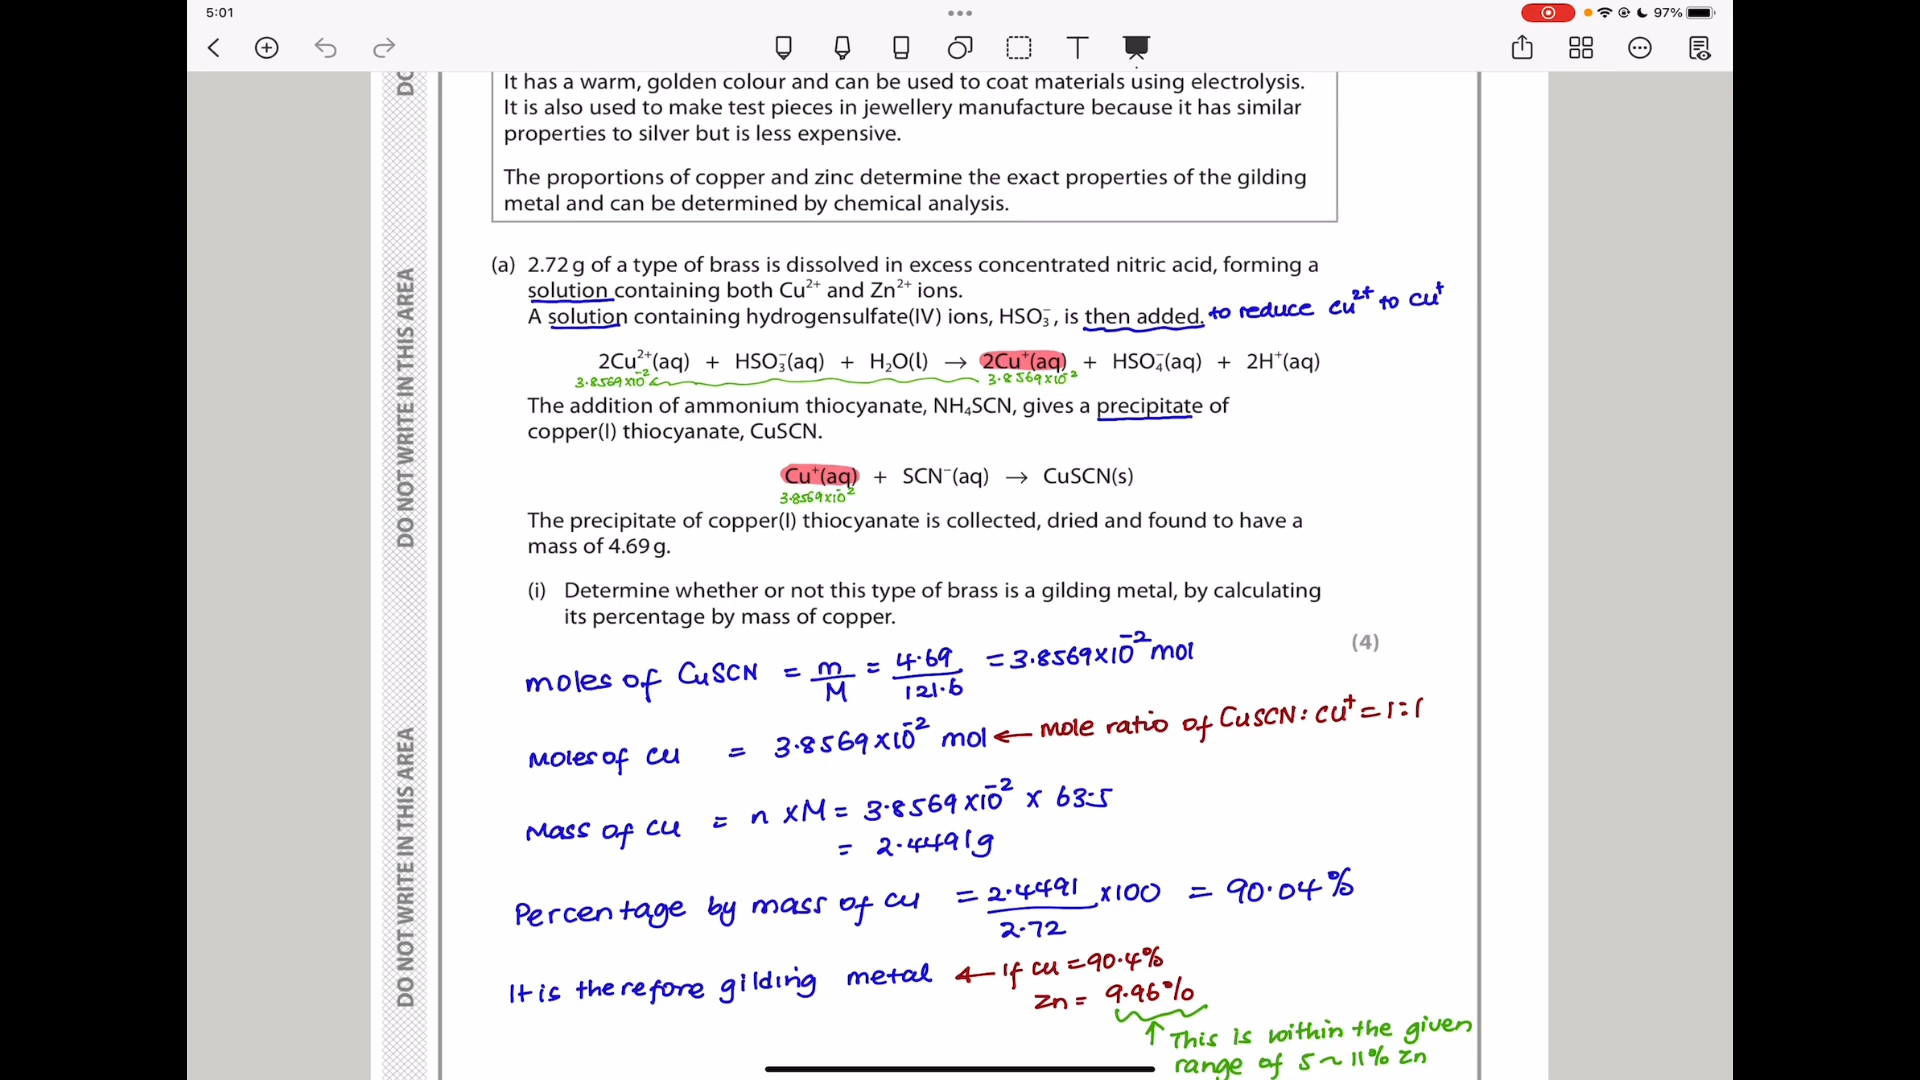 5:01
97%
It has a warm, golden colour and can be used to coat materials using electrolysis.
It is also used to make test pieces in jewellery manufacture because it has similar
properties to silver but is less expensive.
The proportions of copper and zinc determine the exact properties of the gilding
metal and can be determined by chemical analysis.
DO NOT WRITE IN THIS AREA
(a) 2.72 g of a type of brass is dissolved in excess concentrated nitric acid, forming a
solution containing both Cu²⁺ and Zn²⁺ ions.
A solution containing hydrogensulfate(IV) ions, HSO₃⁻, is then added. to reduce Cu²⁺ to Cu⁺
2Cu²⁺(aq) + HSO₃⁻(aq) + H₂O(l) → 2Cu⁺(aq) + HSO₄⁻(aq) + 2H⁺(aq)
3.8569×10⁻² 3.8569×10⁻²
The addition of ammonium thiocyanate, NH₄SCN, gives a precipitate of
copper(I) thiocyanate, CuSCN.
Cu⁺(aq) + SCN⁻(aq) → CuSCN(s)
3.8569×10⁻²
The precipitate of copper(I) thiocyanate is collected, dried and found to have a
mass of 4.69 g.
(i) Determine whether or not this type of brass is a gilding metal, by calculating
its percentage by mass of copper.
(4)
moles of CuSCN = m/M = 4.69/121.6 = 3.8569×10⁻² mol
Moles of Cu = 3.8569×10⁻² mol ← mole ratio of CuSCN : Cu⁺ = 1:1
Mass of Cu = n × M = 3.8569×10⁻² × 63.5
= 2.4491g
Percentage by mass of Cu = 2.4491/2.72 ×100 = 90.04%
It is therefore gilding metal ← If Cu = 90.4%
Zn = 9.96%
↑ This is within the given
range of 5 ~ 11% Zn
DO NOT WRITE IN THIS AREA